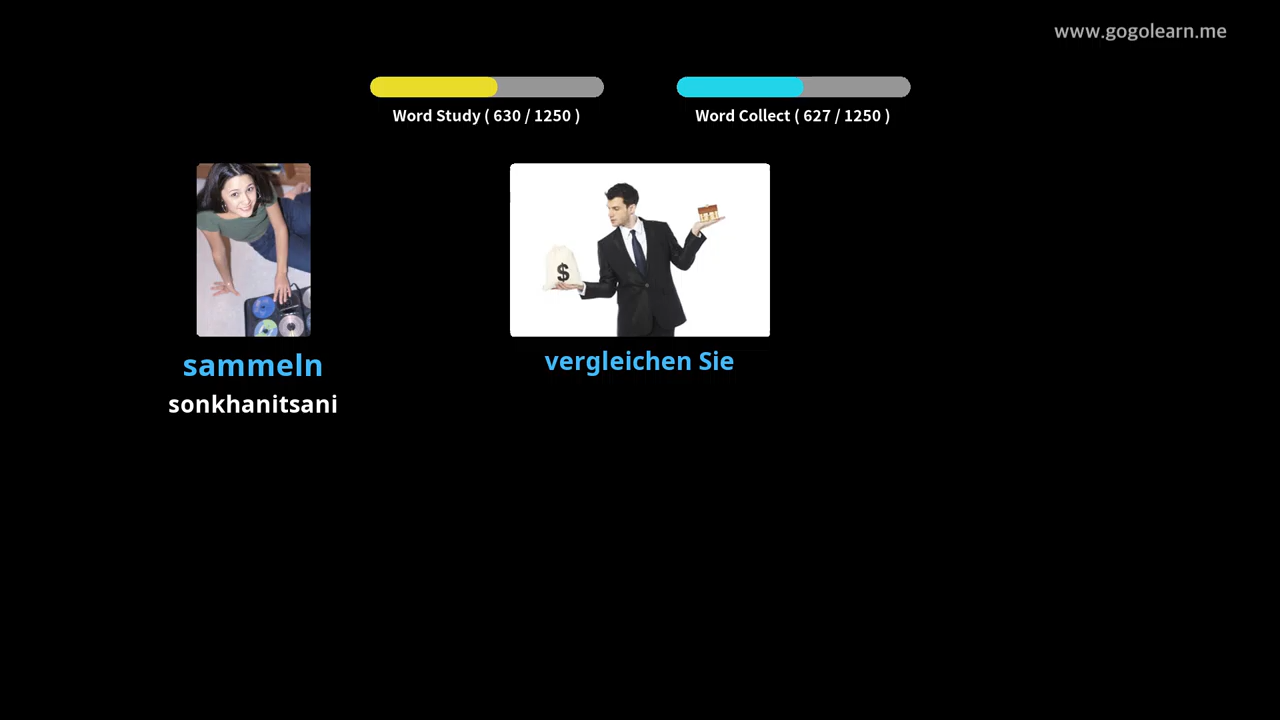 www.gogolearn.me
Word Study ( 630 / 1250 )
Word Collect ( 627 / 1250 )
$
sammeln
sonkhanitsani
vergleichen Sie